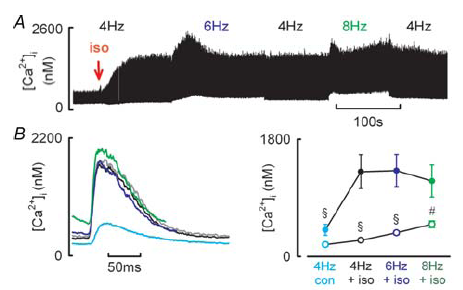 A
4Hz 6Hz 4Hz 8Hz 4Hz
iso
2600
[Ca2+]i
(nM)
0
100s
B
2200
[Ca2+]i (nM)
0
50ms
1800
[Ca2+]i (nM)
0
§ § § #
4Hz 4Hz 6Hz 8Hz
con + iso + iso + iso